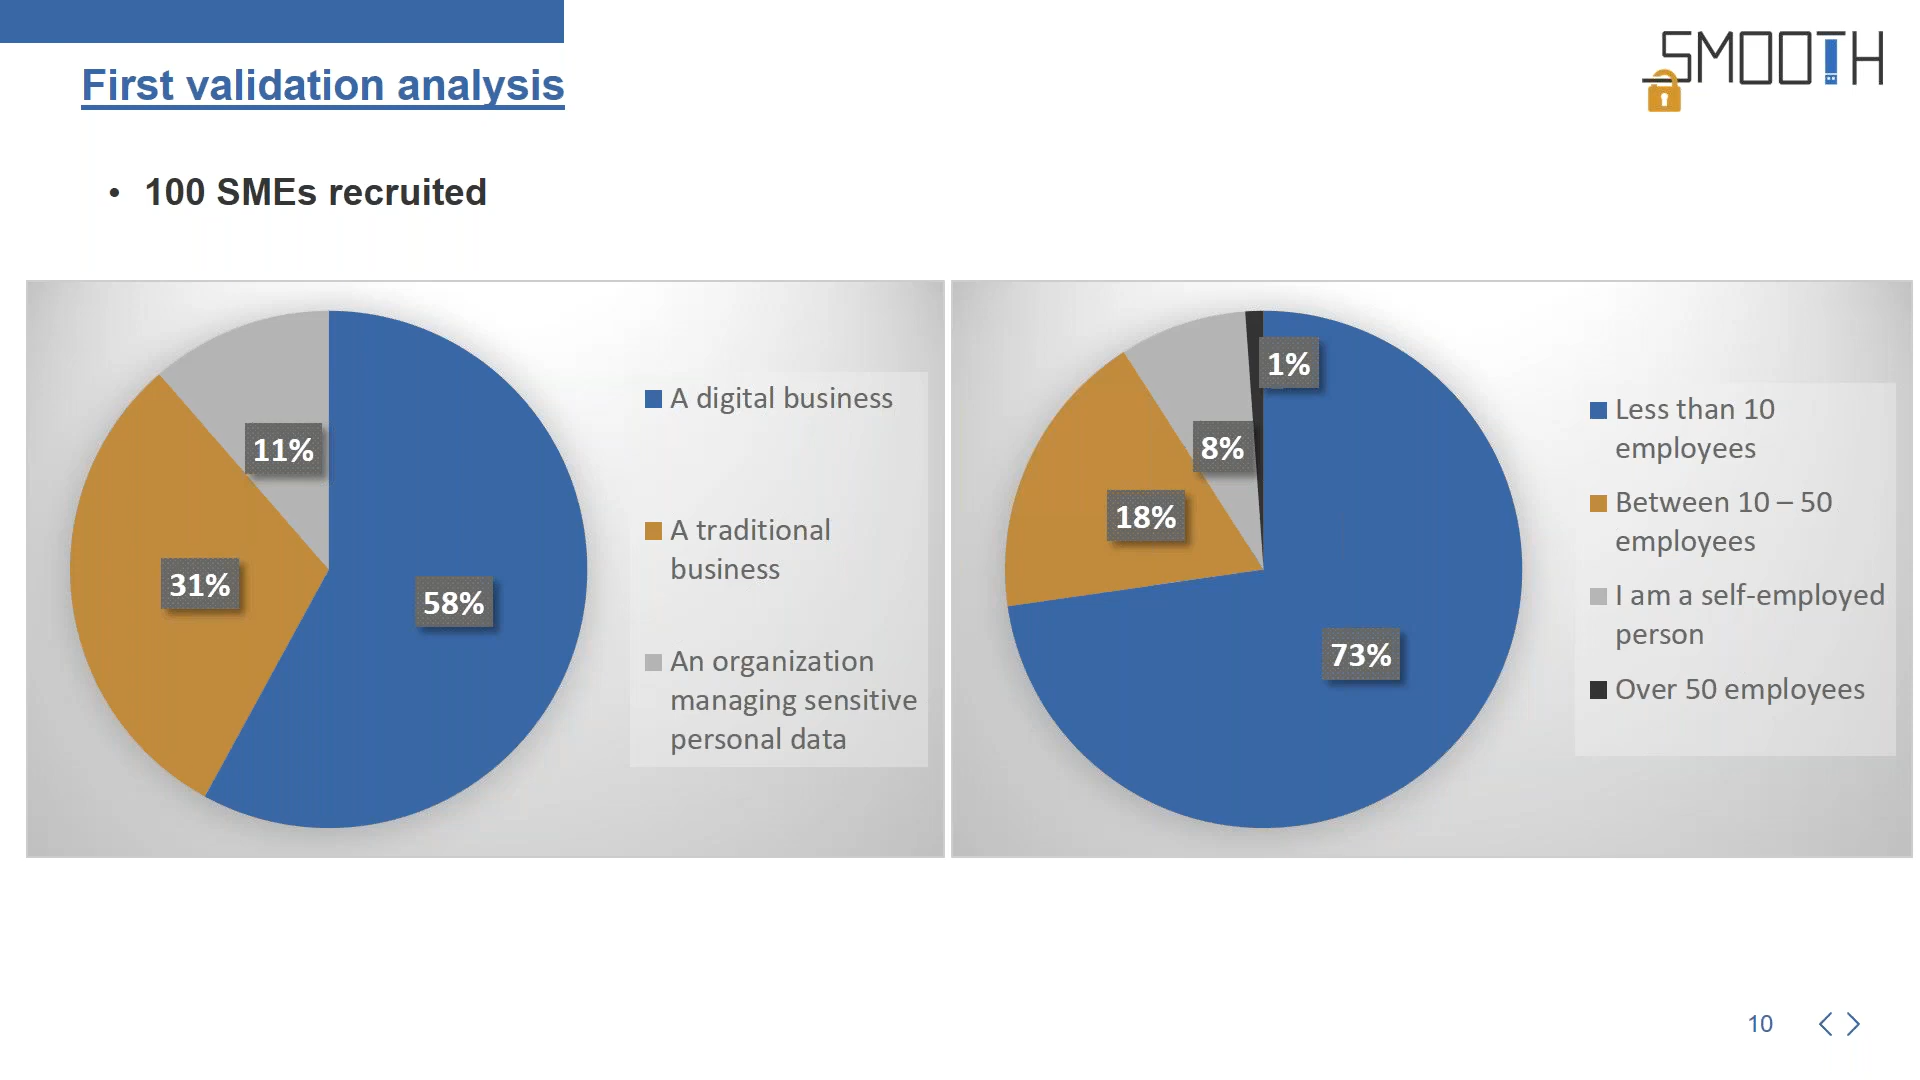 SMOOTH
First validation analysis
• 100 SMEs recruited
11%
31%
58%
A digital business
A traditional
business
An organization
managing sensitive
personal data
1%
8%
18%
73%
Less than 10
employees
Between 10 – 50
employees
I am a self-employed
person
Over 50 employees
10